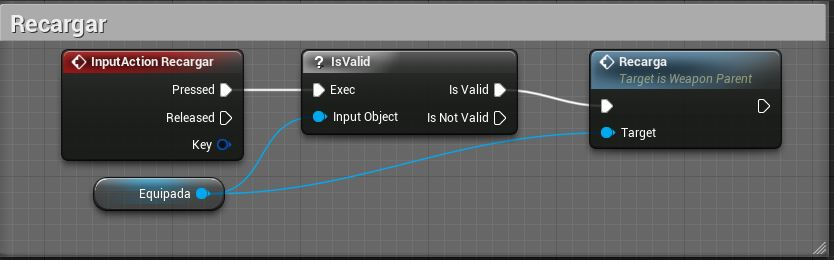 Recargar
InputAction Recargar
Pressed
Released
Key
? IsValid
Exec
Is Valid
Input Object
Is Not Valid
Recarga
Target is Weapon Parent
Target
Equipada